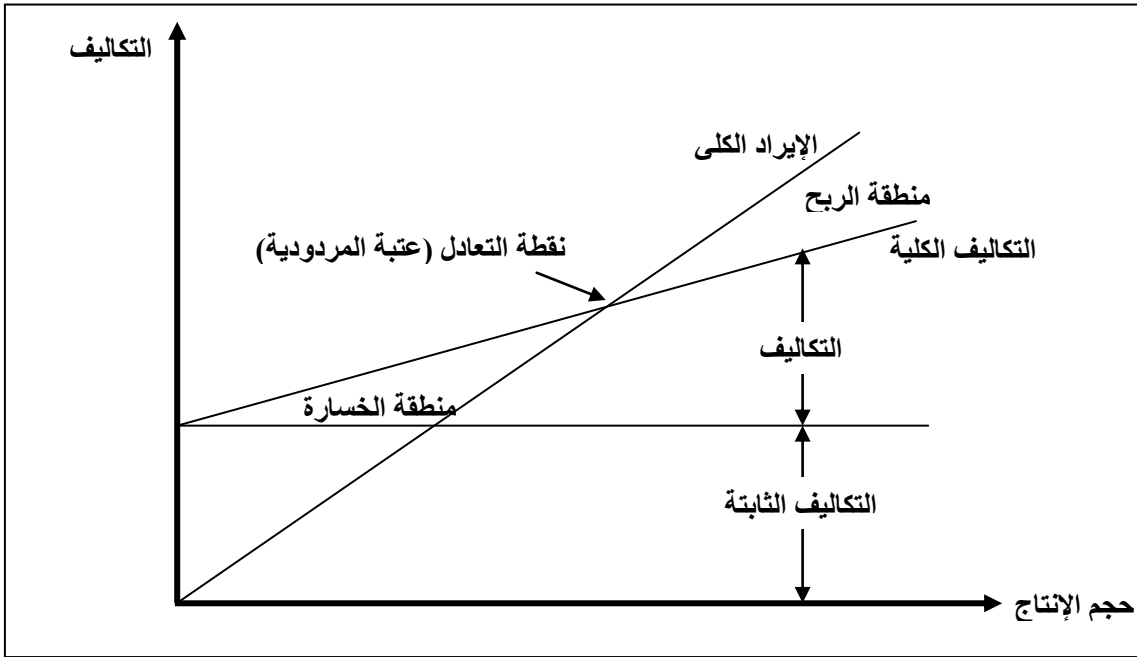 التكاليف
الإيراد الكلى
منطقة الربح
نقطة التعادل (عتبة المردودية)
التكاليف الكلية
التكاليف
منطقة الخسارة
التكاليف الثابتة
حجم الإنتاج